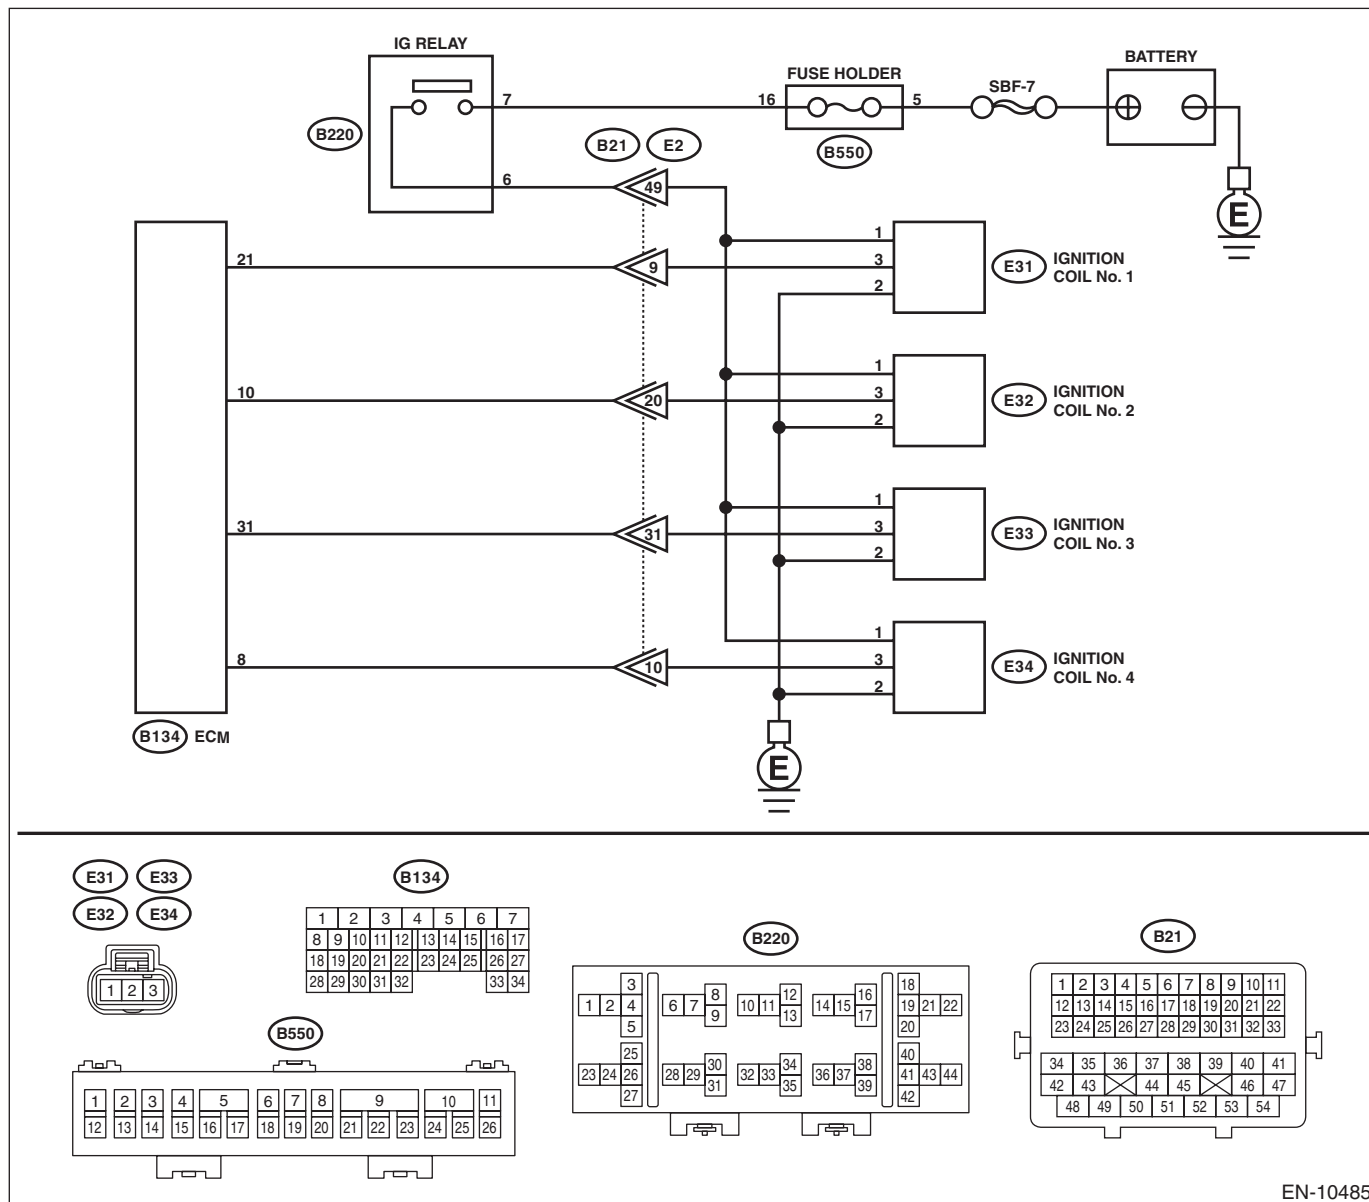 IG RELAY
BATTERY
FUSE HOLDER
SBF-7
7
16
5
B220
B21
E2
B550
6
49
E
21
9
1
3
2
E31
IGNITION
COIL No. 1
10
20
1
3
2
E32
IGNITION
COIL No. 2
31
31
1
3
2
E33
IGNITION
COIL No. 3
8
10
1
3
2
E34
IGNITION
COIL No. 4
B134 ECM
E
E31 E33
E32 E34
1 2 3
B134
1 2 3 4 5 6 7
8 9 10 11 12 13 14 15 16 17
18 19 20 21 22 23 24 25 26 27
28 29 30 31 32 33 34
B550
1 2 3 4 5 6 7 8 9 10 11
12 13 14 15 16 17 18 19 20 21 22 23 24 25 26
B220
3 8 12 16 18
1 2 4 6 7 10 11 14 15 19 21 22
5 9 13 17 20
25 30 34 38 40
23 24 26 28 29 32 33 36 37 41 43 44
27 31 35 39 42
B21
1 2 3 4 5 6 7 8 9 10 11
12 13 14 15 16 17 18 19 20 21 22
23 24 25 26 27 28 29 30 31 32 33
34 35 36 37 38 39 40 41
42 43 44 45 46 47
48 49 50 51 52 53 54
EN-10485